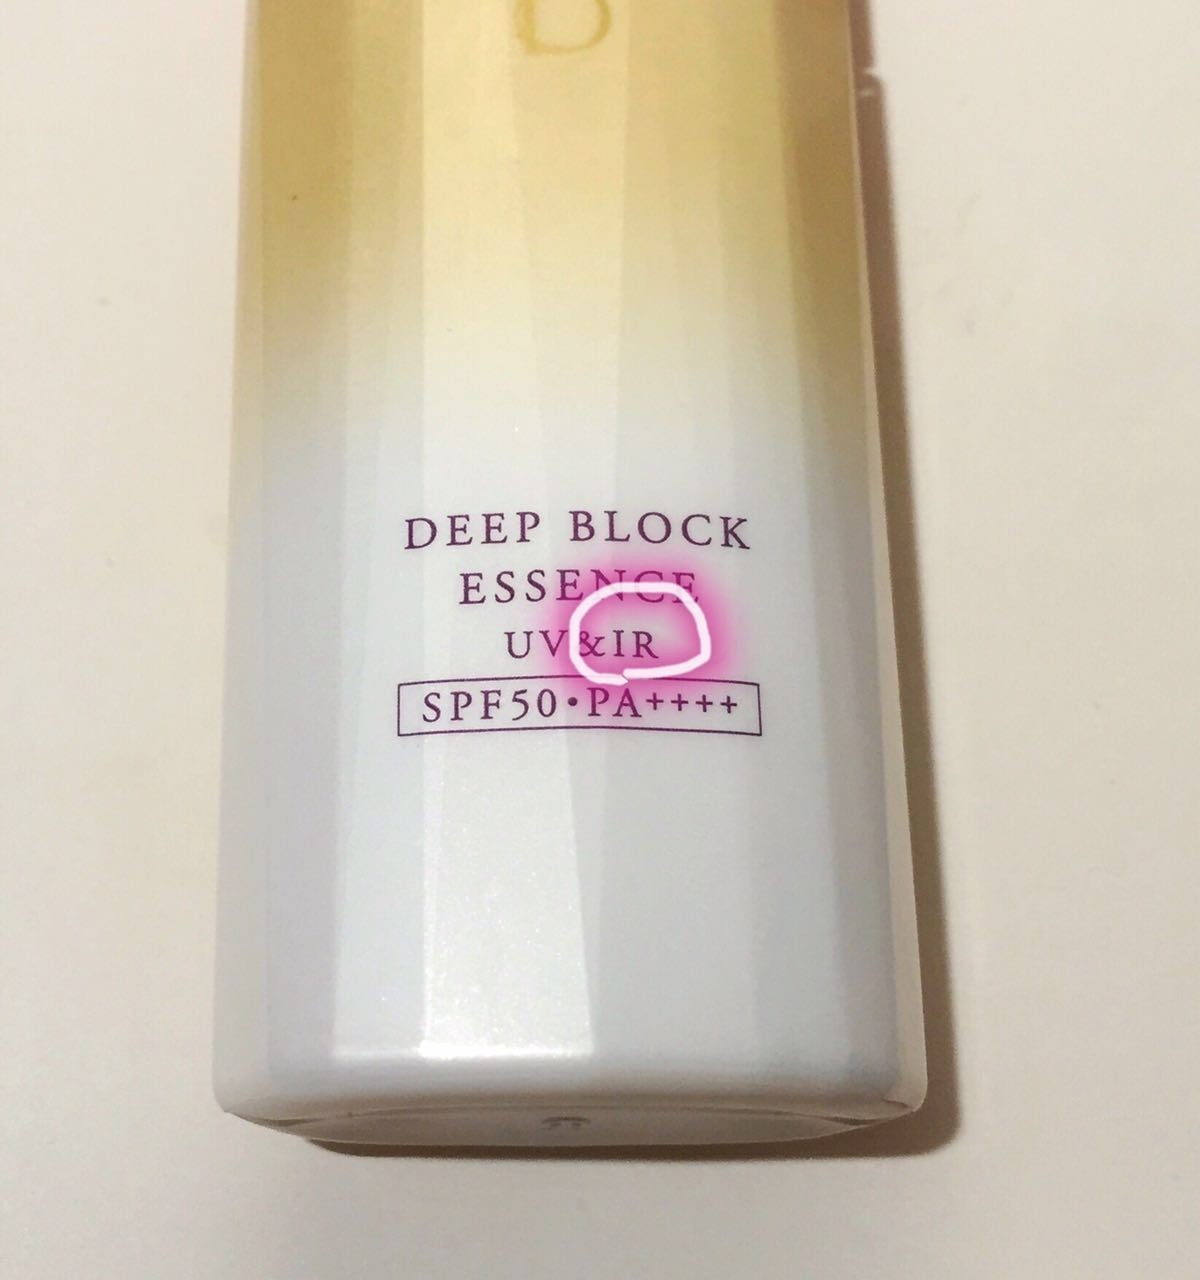 D
DEEP BLOCK
ESSENCE
UV&IR
SPF50•PA++++